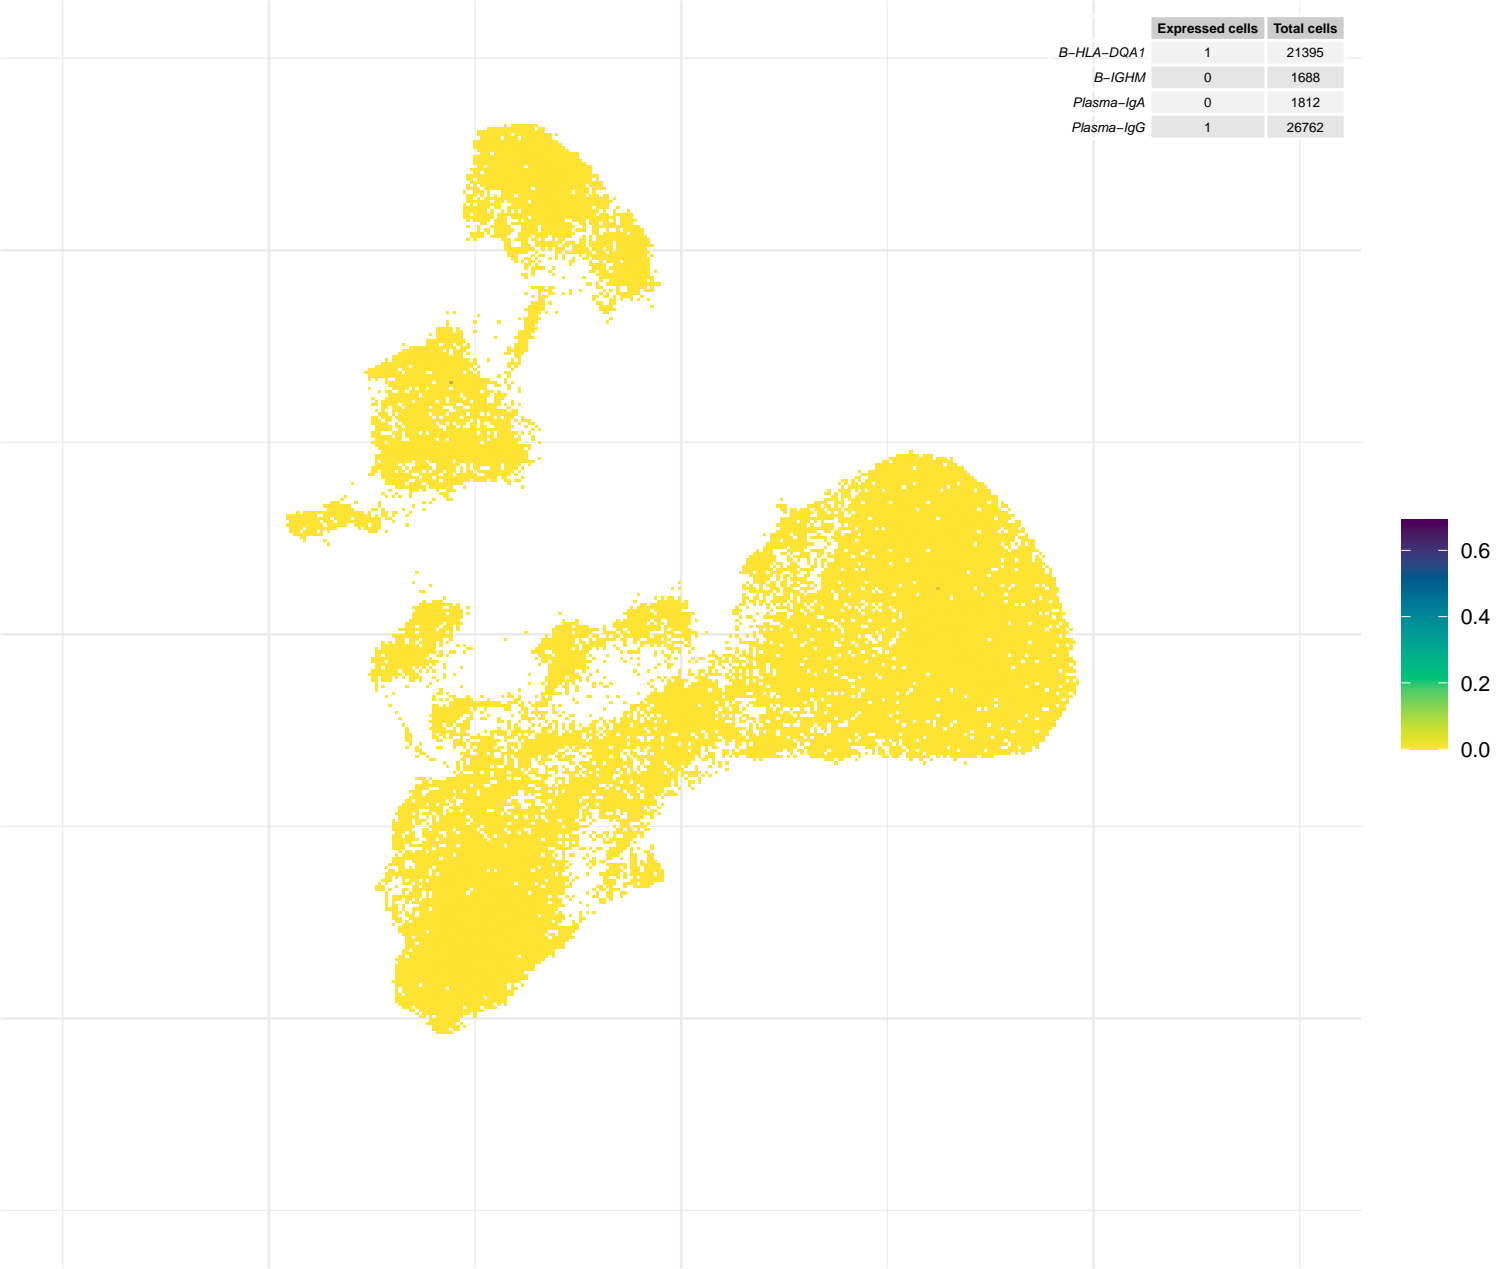 Expressed cells Total cells
B−HLA−DQA1 1 21395
B−IGHM 0 1688
Plasma−IgA 0 1812
Plasma−IgG 1 26762
0.6
0.4
0.2
0.0